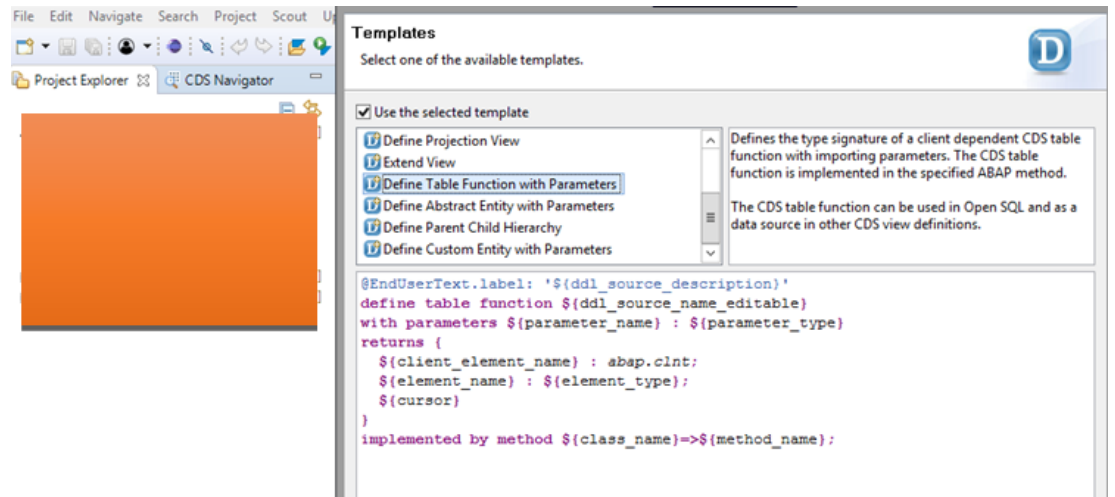 File Edit Navigate Search Project Scout
Project Explorer
CDS Navigator
Templates
Select one of the available templates.
D
Use the selected template
Define Projection View
Extend View
Define Table Function with Parameters
Define Abstract Entity with Parameters
Define Parent Child Hierarchy
Define Custom Entity with Parameters
Defines the type signature of a client dependent CDS table
function with importing parameters. The CDS table
function is implemented in the specified ABAP method.
The CDS table function can be used in Open SQL and as a
data source in other CDS view definitions.
@EndUserText.label: '${ddl_source_description}'
define table function ${ddl_source_name_editable}
with parameters ${parameter_name} : ${parameter_type}
returns {
${client_element_name} : abap.clnt;
${element_name} : ${element_type};
${cursor}
}
implemented by method ${class_name}=>${method_name};